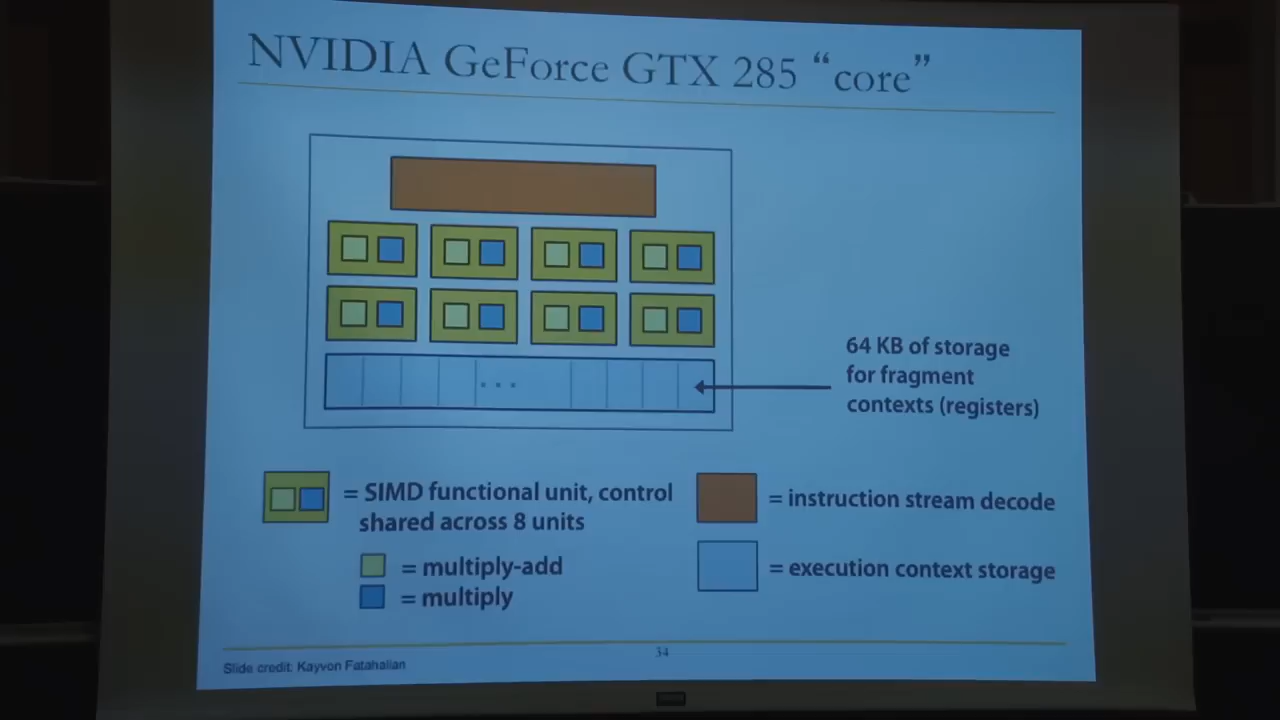 NVIDIA GeForce GTX 285 “core”
. . .
64 KB of storage
for fragment
contexts (registers)
= SIMD functional unit, control
shared across 8 units
= instruction stream decode
= multiply-add
= multiply
= execution context storage
34
Slide credit: Kayvon Fatahalian